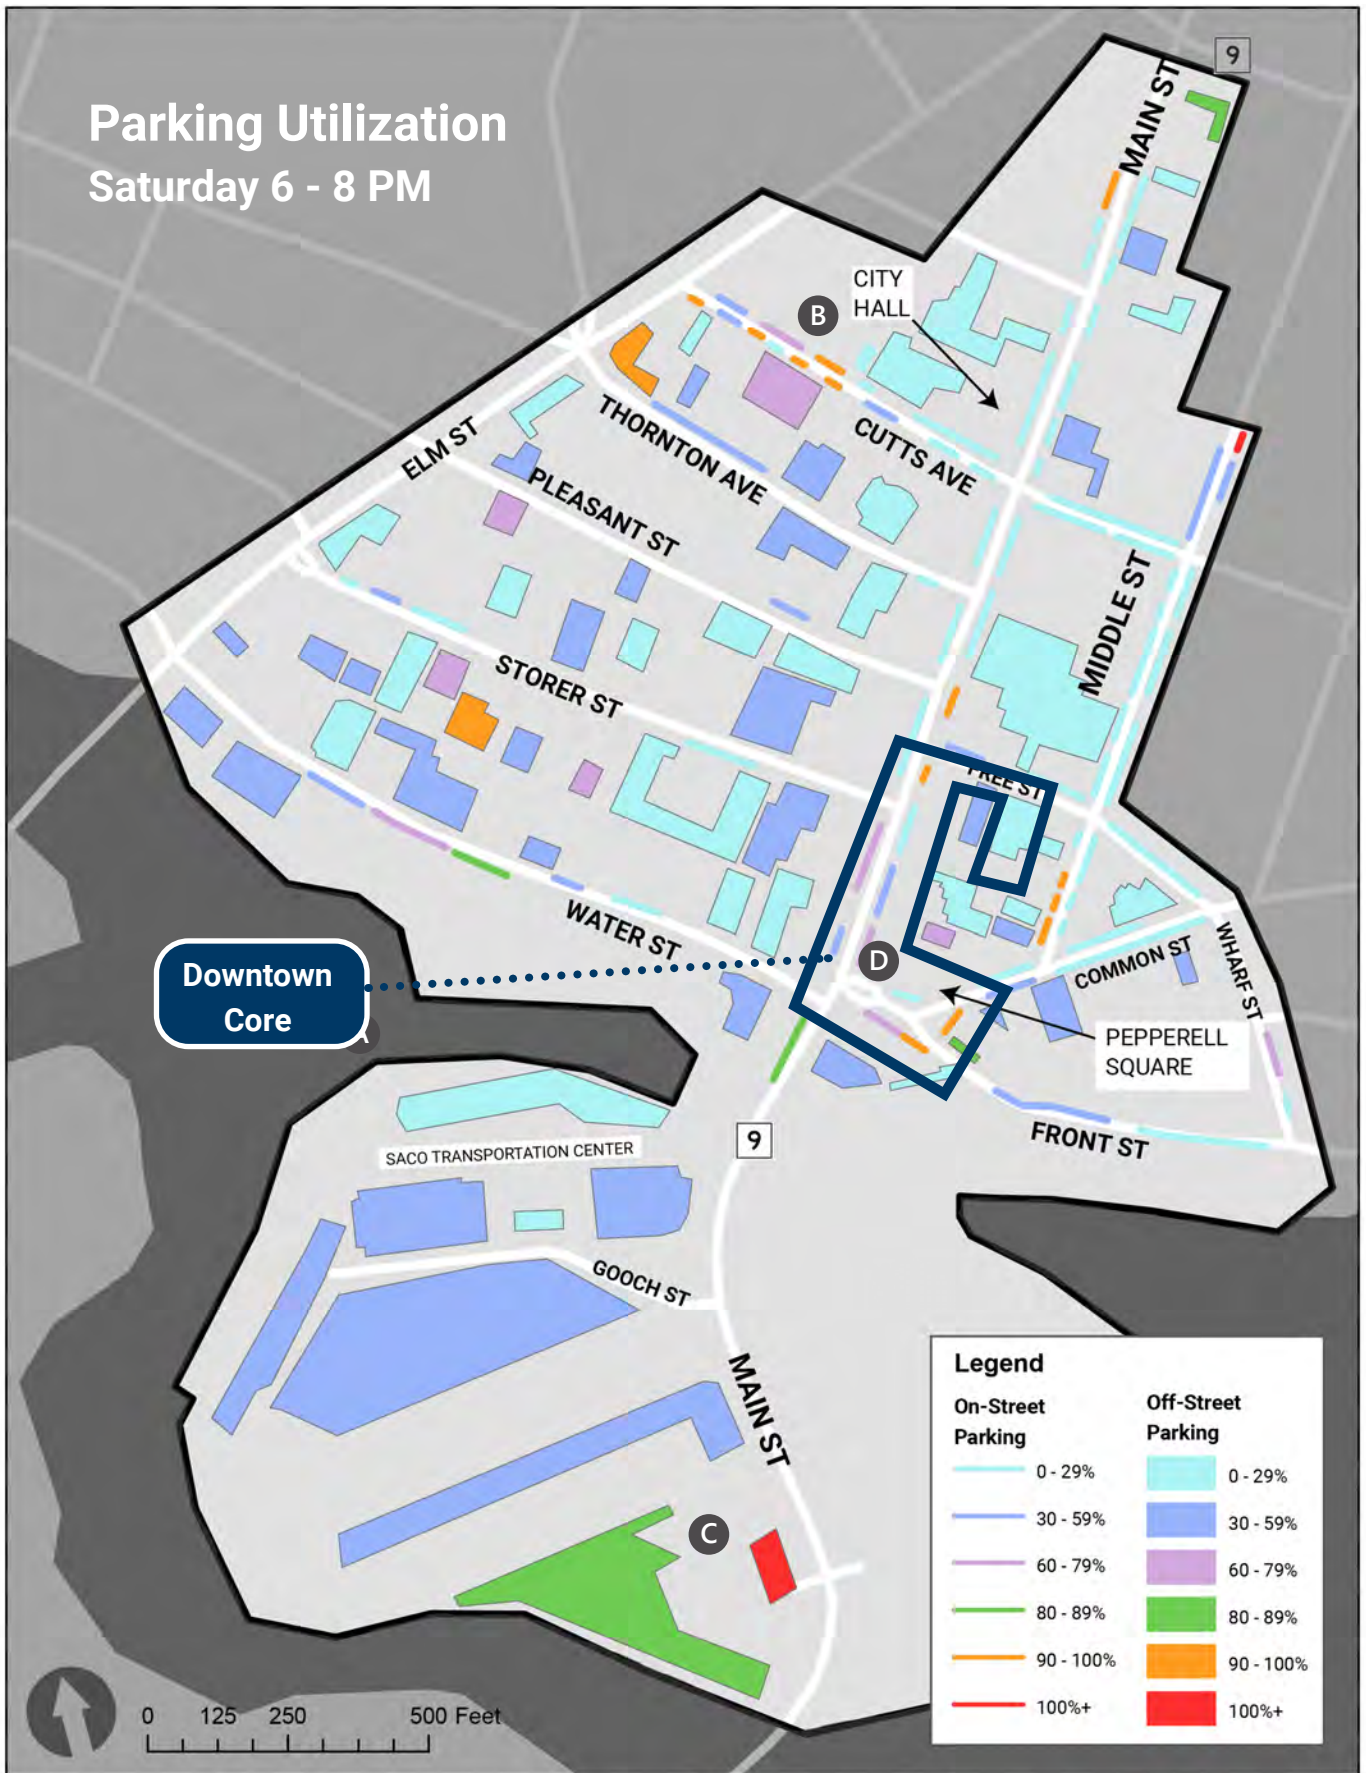 Parking Utilization
Saturday 6 - 8 PM
9
MAIN ST
CITY
HALL
B
ELM ST
THORNTON AVE
CUTTS AVE
PLEASANT ST
MIDDLE ST
STORER ST
FREE ST
WATER ST
D
COMMON ST
WHARF ST
Downtown
Core
A
PEPPERELL
SQUARE
9
FRONT ST
SACO TRANSPORTATION CENTER
GOOCH ST
MAIN ST
C
Legend
On-Street
Parking
0 - 29%
30 - 59%
60 - 79%
80 - 89%
90 - 100%
100%+
Off-Street
Parking
0 - 29%
30 - 59%
60 - 79%
80 - 89%
90 - 100%
100%+
0 125 250 500 Feet